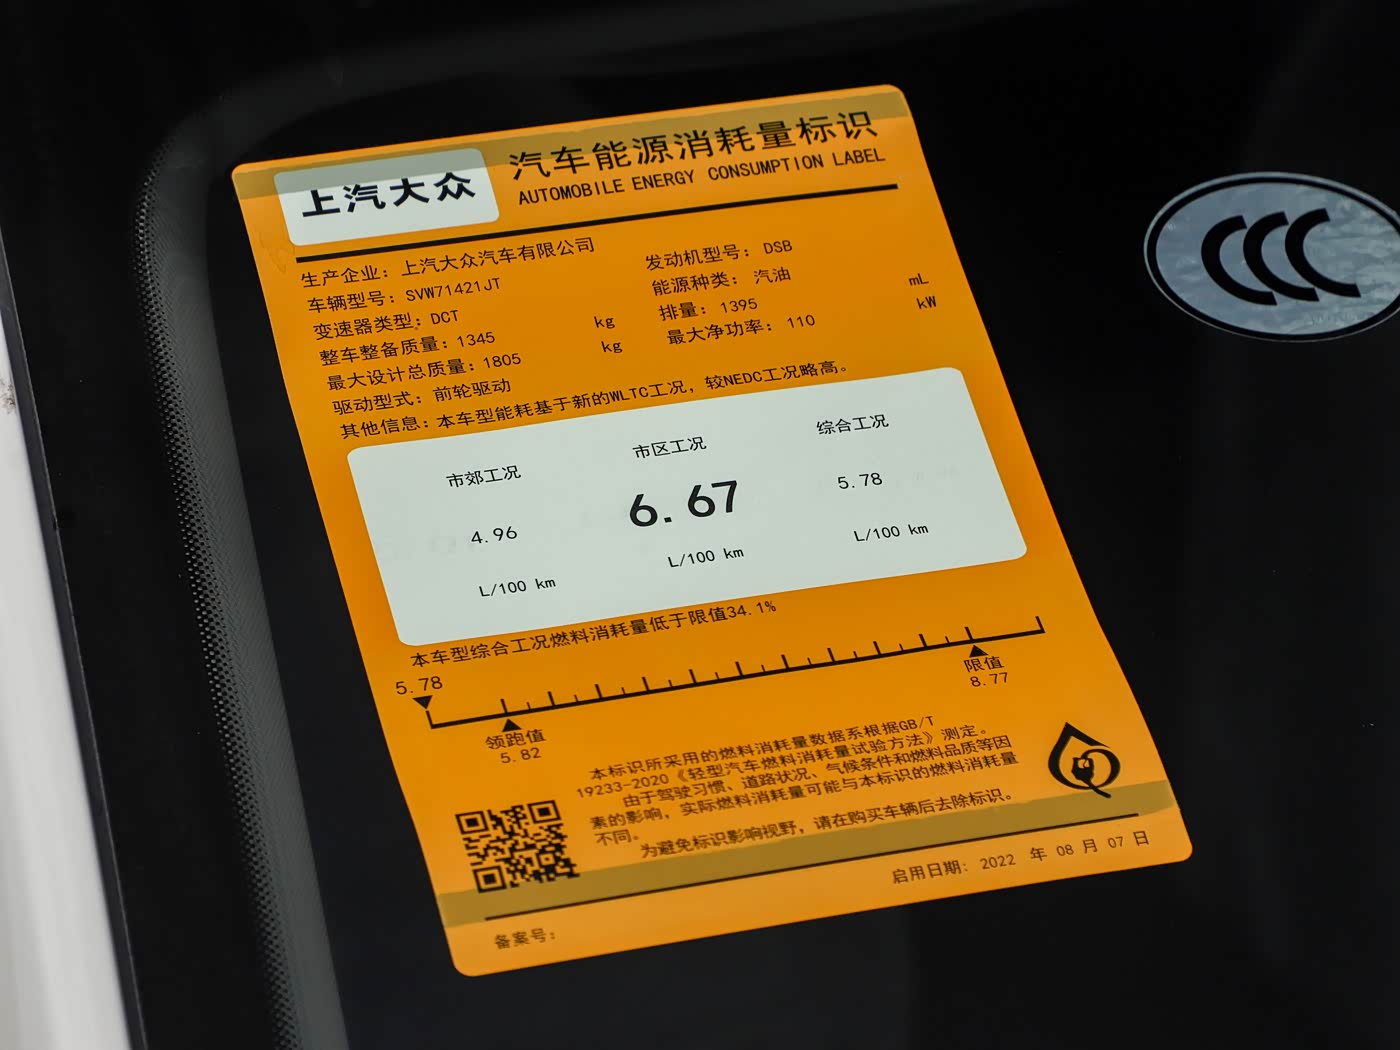 上汽大众
汽车能源消耗量标识
AUTOMOBILE ENERGY CONSUMPTION LABEL
生产企业：上汽大众汽车有限公司
车辆型号：SVW71421JT
变速器类型：DCT
整车整备质量：1345 kg
最大设计总质量：1805 kg
驱动型式：前轮驱动
发动机型号：DSB
能源种类：汽油
排量：1395 mL
最大净功率：110 kW
其他信息：本车型能耗基于新的WLTC工况，较NEDC工况略高。
市郊工况
4.96
L/100 km
市区工况
6.67
L/100 km
综合工况
5.78
L/100 km
本车型综合工况燃料消耗量低于限值34.1%
5.78
领跑值
5.82
限值
8.77
本标识所采用的燃料消耗量数据系根据GB/T
19233-2020《轻型汽车燃料消耗量试验方法》测定。
由于驾驶习惯、道路状况、气候条件和燃料品质等因
素的影响，实际燃料消耗量可能与本标识的燃料消耗量
不同。
为避免标识影响视野，请在购买车辆后去除标识。
启用日期：2022 年 08 月 07 日
备案号：
CCC